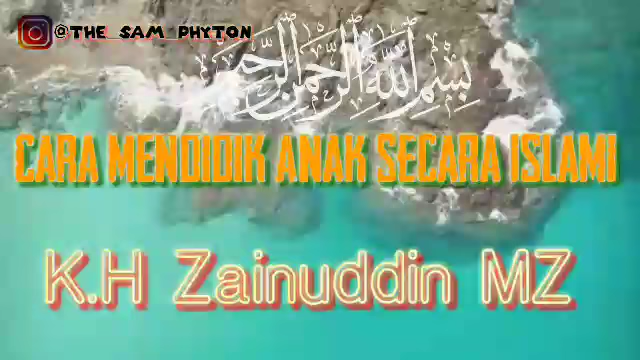 @THE_SAM_PHYTON
بِسْمِ اللَّهِ الرَّحْمَنِ الرَّحِيمِ
CARA MENDIDIK ANAK SECARA ISLAMI
K.H Zainuddin MZ